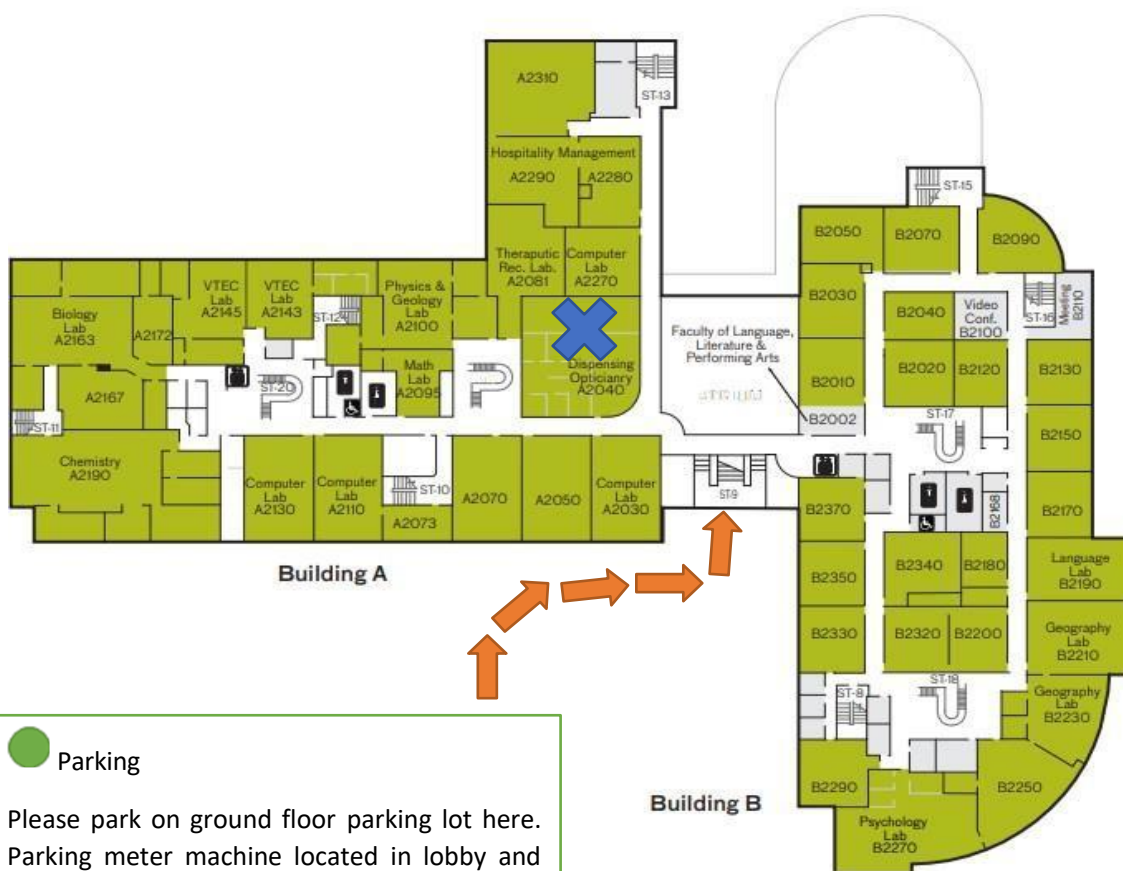 A2310
ST-13
Hospitality Management
A2290
A2280
ST-15
B2050
B2070
B2090
Theraputic
Rec. Lab.
A2081
Computer
Lab
A2270
VTEC
Lab
A2145
VTEC
Lab
A2143
ST-12
Physics &
Geology
Lab
A2100
Biology
Lab
A2163
A2172
B2030
B2040
Video
Conf.
B2100
ST-16
Meeting
B2110
Faculty of Language,
Literature &
Performing Arts
Math
Lab
A2095
Dispensing
Opticianry
A2040
ST-20
A2167
B2010
B2020
B2120
B2130
B2002
ST-17
ST-11
B2150
Chemistry
A2190
Computer
Lab
A2130
Computer
Lab
A2110
ST-10
A2073
A2070
A2050
Computer
Lab
A2030
ST-9
B2370
B2168
B2170
Building A
B2350
B2340
B2180
Language
Lab
B2190
B2330
B2320
B2200
Geography
Lab
B2210
ST-8
ST-18
Geography
Lab
B2230
B2290
B2250
Building B
Psychology
Lab
B2270
Parking
Please park on ground floor parking lot here.
Parking meter machine located in lobby and